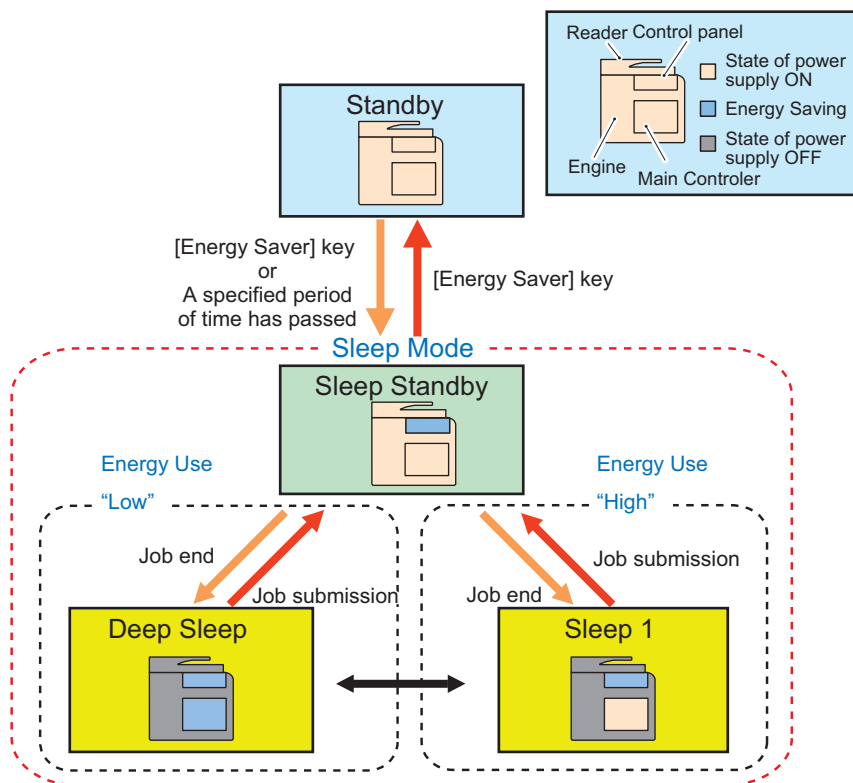 Reader Control panel
State of power
supply ON
Energy Saving
State of power
supply OFF
Engine
Main Controler
Standby
[Energy Saver] key
or
A specified period
of time has passed
[Energy Saver] key
Sleep Mode
Sleep Standby
Energy Use
“Low”
Energy Use
“High”
Job end
Job submission
Job submission
Job end
Deep Sleep
Sleep 1